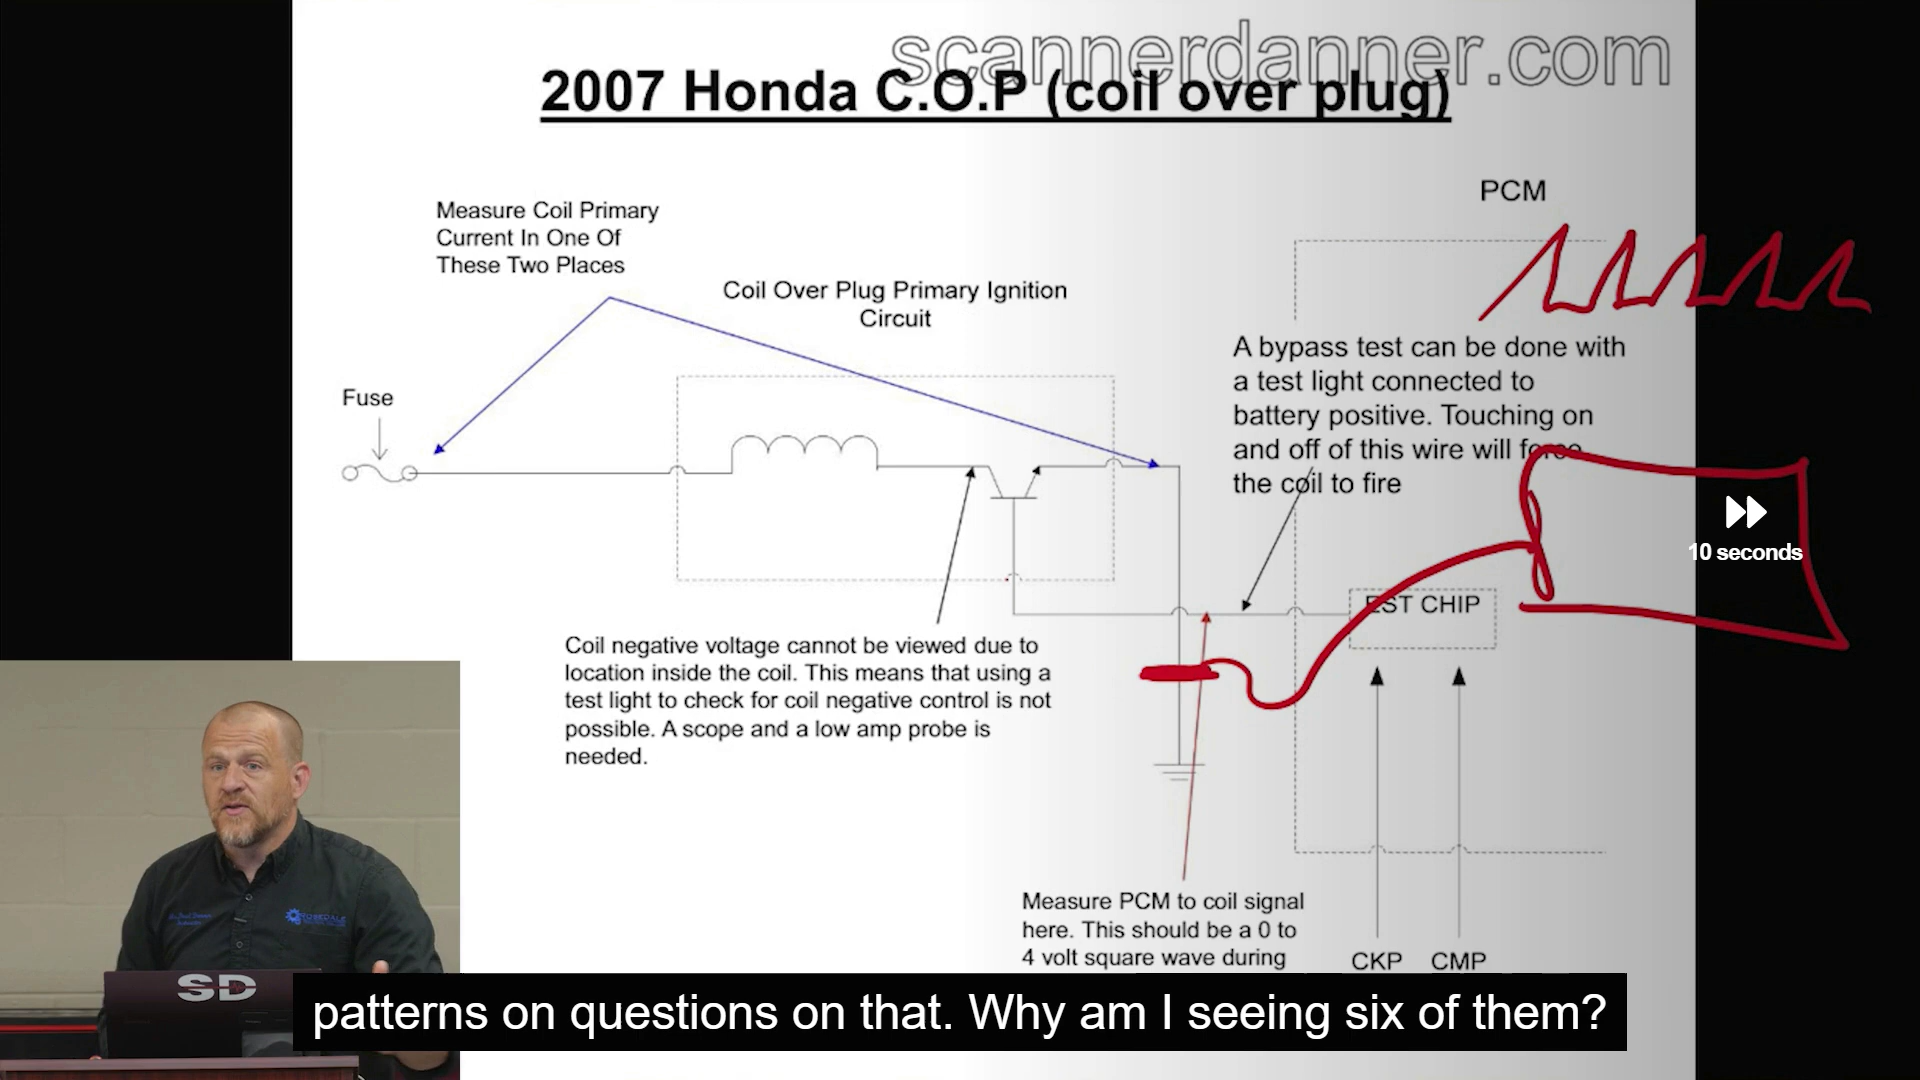 scannerdanner.com
2007 Honda C.O.P (coil over plug)
PCM
Measure Coil Primary
Current In One Of
These Two Places
Coil Over Plug Primary Ignition
Circuit
A bypass test can be done with
a test light connected to
battery positive. Touching on
and off of this wire will force
the coil to fire
Fuse
10 seconds
EST CHIP
Coil negative voltage cannot be viewed due to
location inside the coil. This means that using a
test light to check for coil negative control is not
possible. A scope and a low amp probe is
needed.
Measure PCM to coil signal
here. This should be a 0 to
4 volt square wave during
CKP
CMP
ROSEDALE
SD
patterns on questions on that. Why am I seeing six of them?